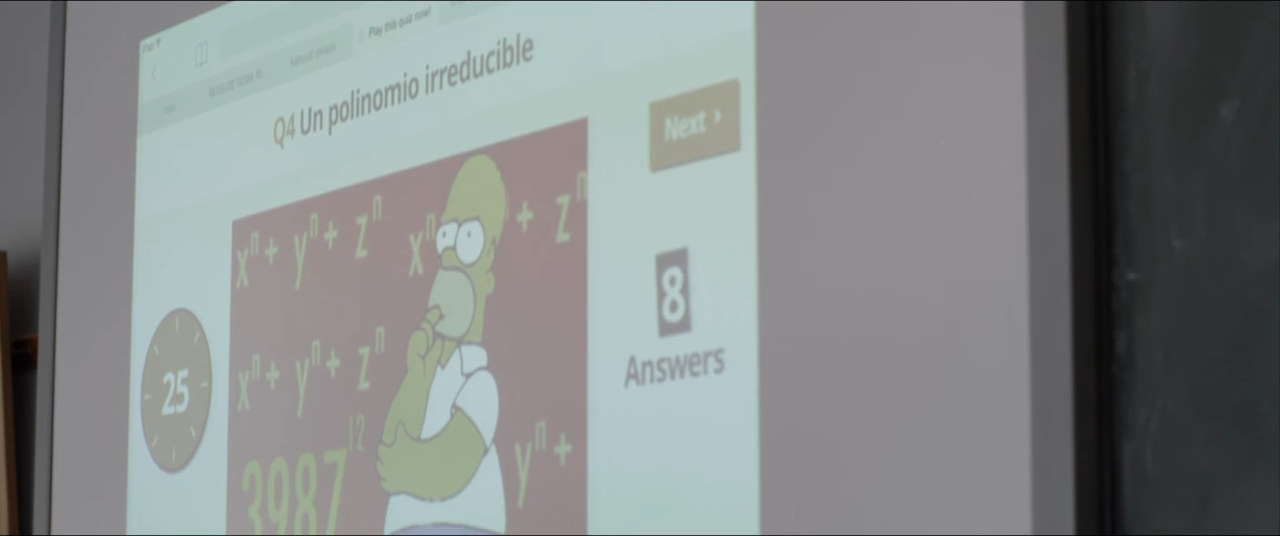 iPad
Play this quiz now!
Q4 Un polinomio irreducible
Next
xⁿ+ yⁿ+ zⁿ xⁿ + zⁿ
8
Answers
xⁿ+ yⁿ+ zⁿ
25
3987¹²
yⁿ+